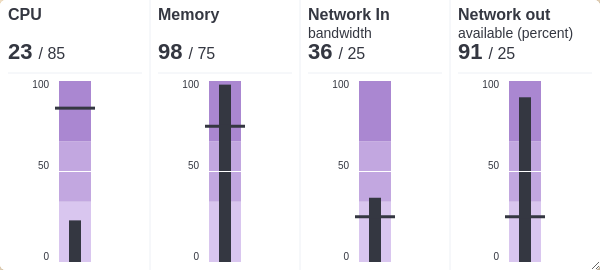 CPU
23 / 85
100
50
0
Memory
98 / 75
100
50
0
Network In
bandwidth
36 / 25
100
50
0
Network out
available (percent)
91 / 25
100
50
0